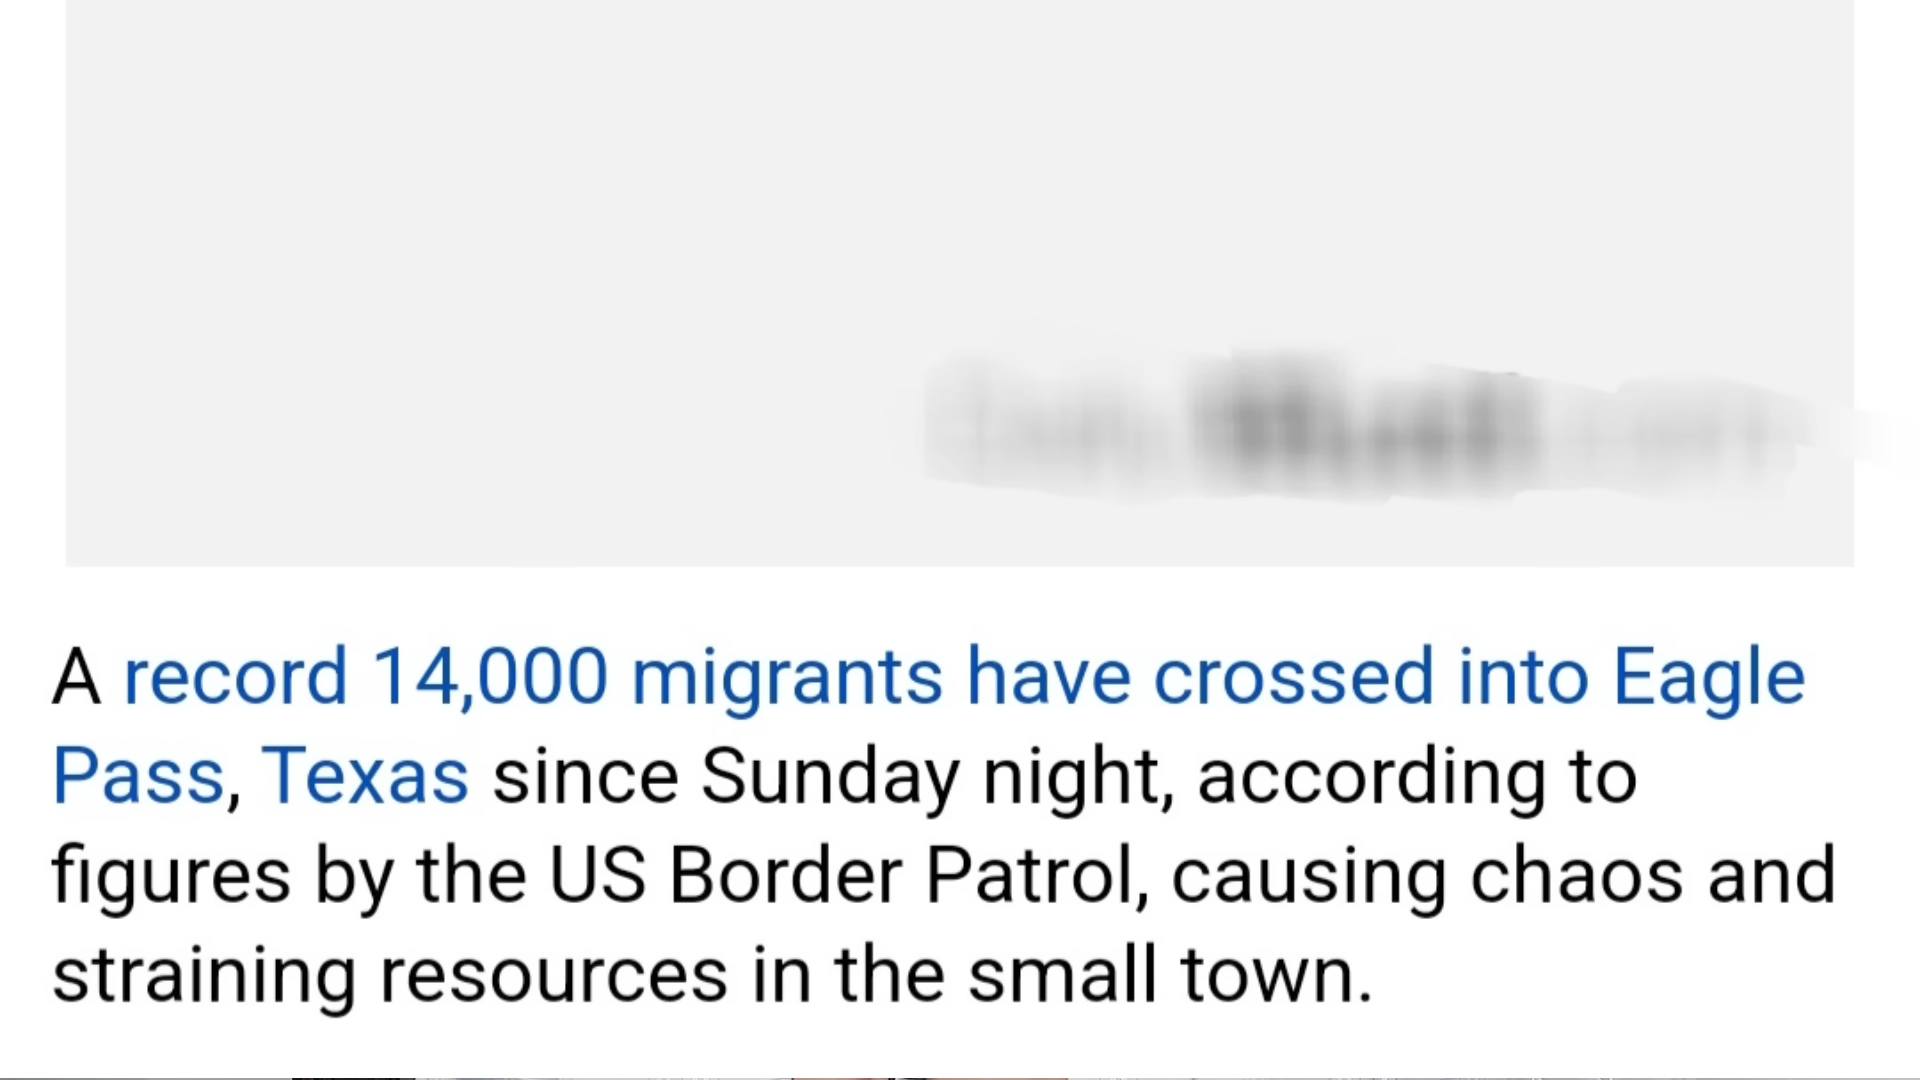 A record 14,000 migrants have crossed into Eagle
Pass, Texas since Sunday night, according to
figures by the US Border Patrol, causing chaos and
straining resources in the small town.